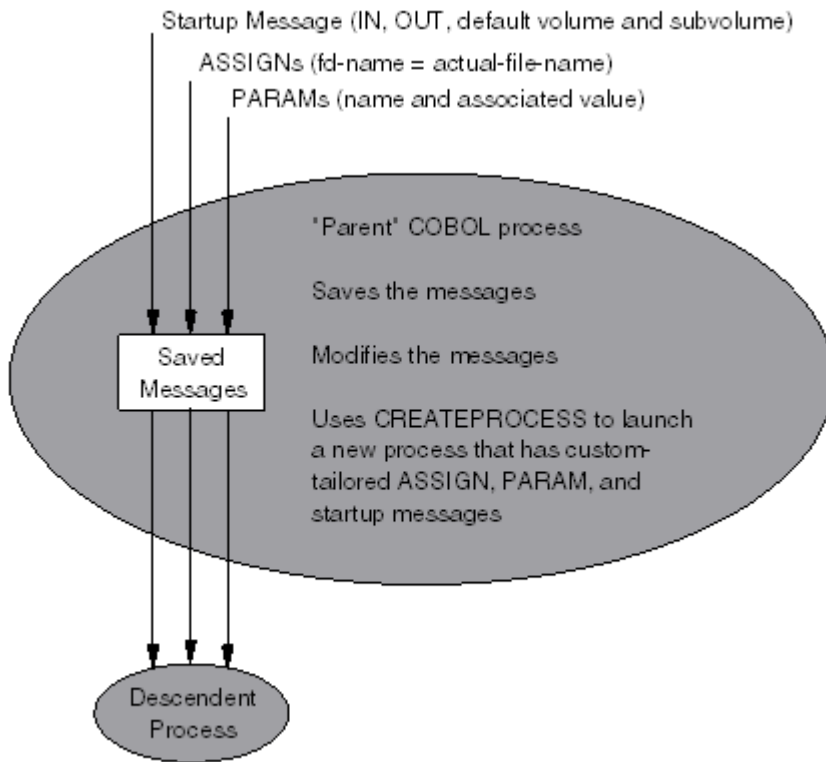 Startup Message (IN, OUT, default volume and subvolume)
ASSIGNs (fd-name = actual-file-name)
PARAMs (name and associated value)
"Parent" COBOL process
Saves the messages
Saved
Messages
Modifies the messages
Uses CREATEPROCESS to launch
a new process that has custom-
tailored ASSIGN, PARAM, and
startup messages
Descendent
Process